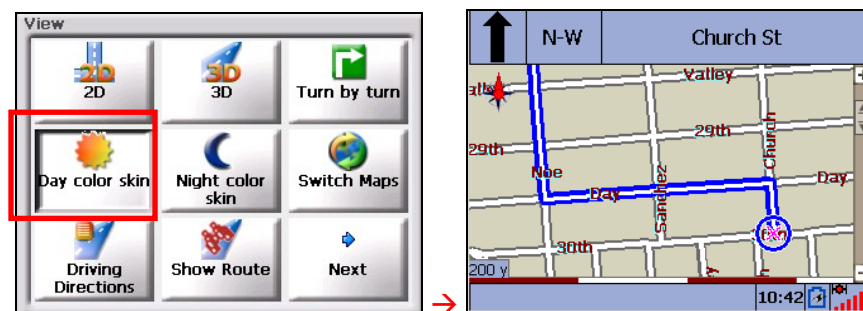 View
2D
2D
3D
3D
Turn by turn
Day color skin
Night color
skin
Switch Maps
Driving
Directions
Show Route
Next
→
N-W
Church St
Valley
29th
29th
Church
Noe
Day
Sanchez
Day
30th
200 y
10:42